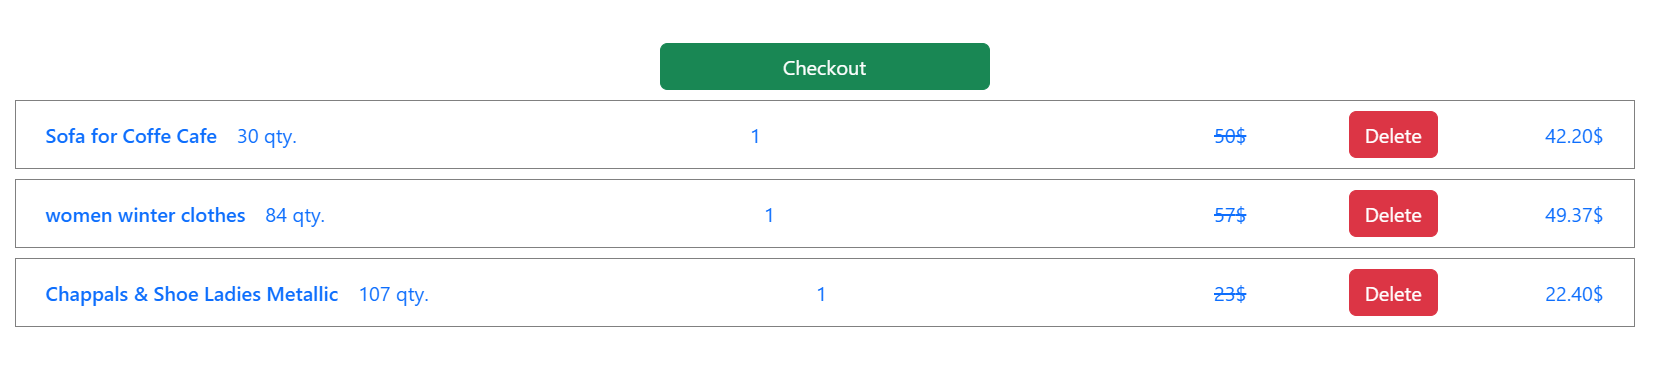 Checkout
Sofa for Coffe Cafe 30 qty. 1 50$ Delete 42.20$
women winter clothes 84 qty. 1 57$ Delete 49.37$
Chappals & Shoe Ladies Metallic 107 qty. 1 23$ Delete 22.40$